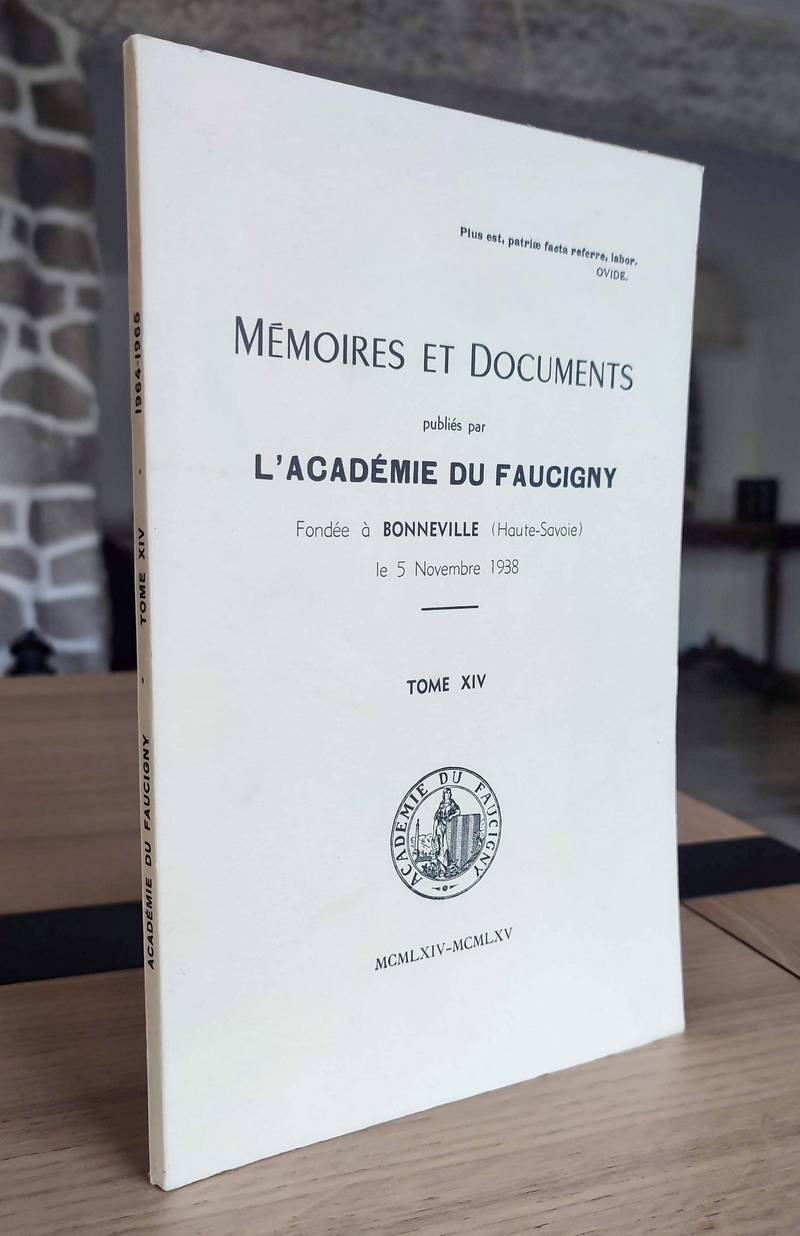 Plus est, patriæ facta referre, labor.
OVIDE.
MÉMOIRES ET DOCUMENTS
publiés par
L'ACADÉMIE DU FAUCIGNY
Fondée à BONNEVILLE (Haute-Savoie)
le 5 Novembre 1938
TOME XIV
ACADEMIE DU FAUCIGNY
MCMLXIV-MCMLXV
ACADÉMIE DU FAUCIGNY · TOME XIV · 1964-1965